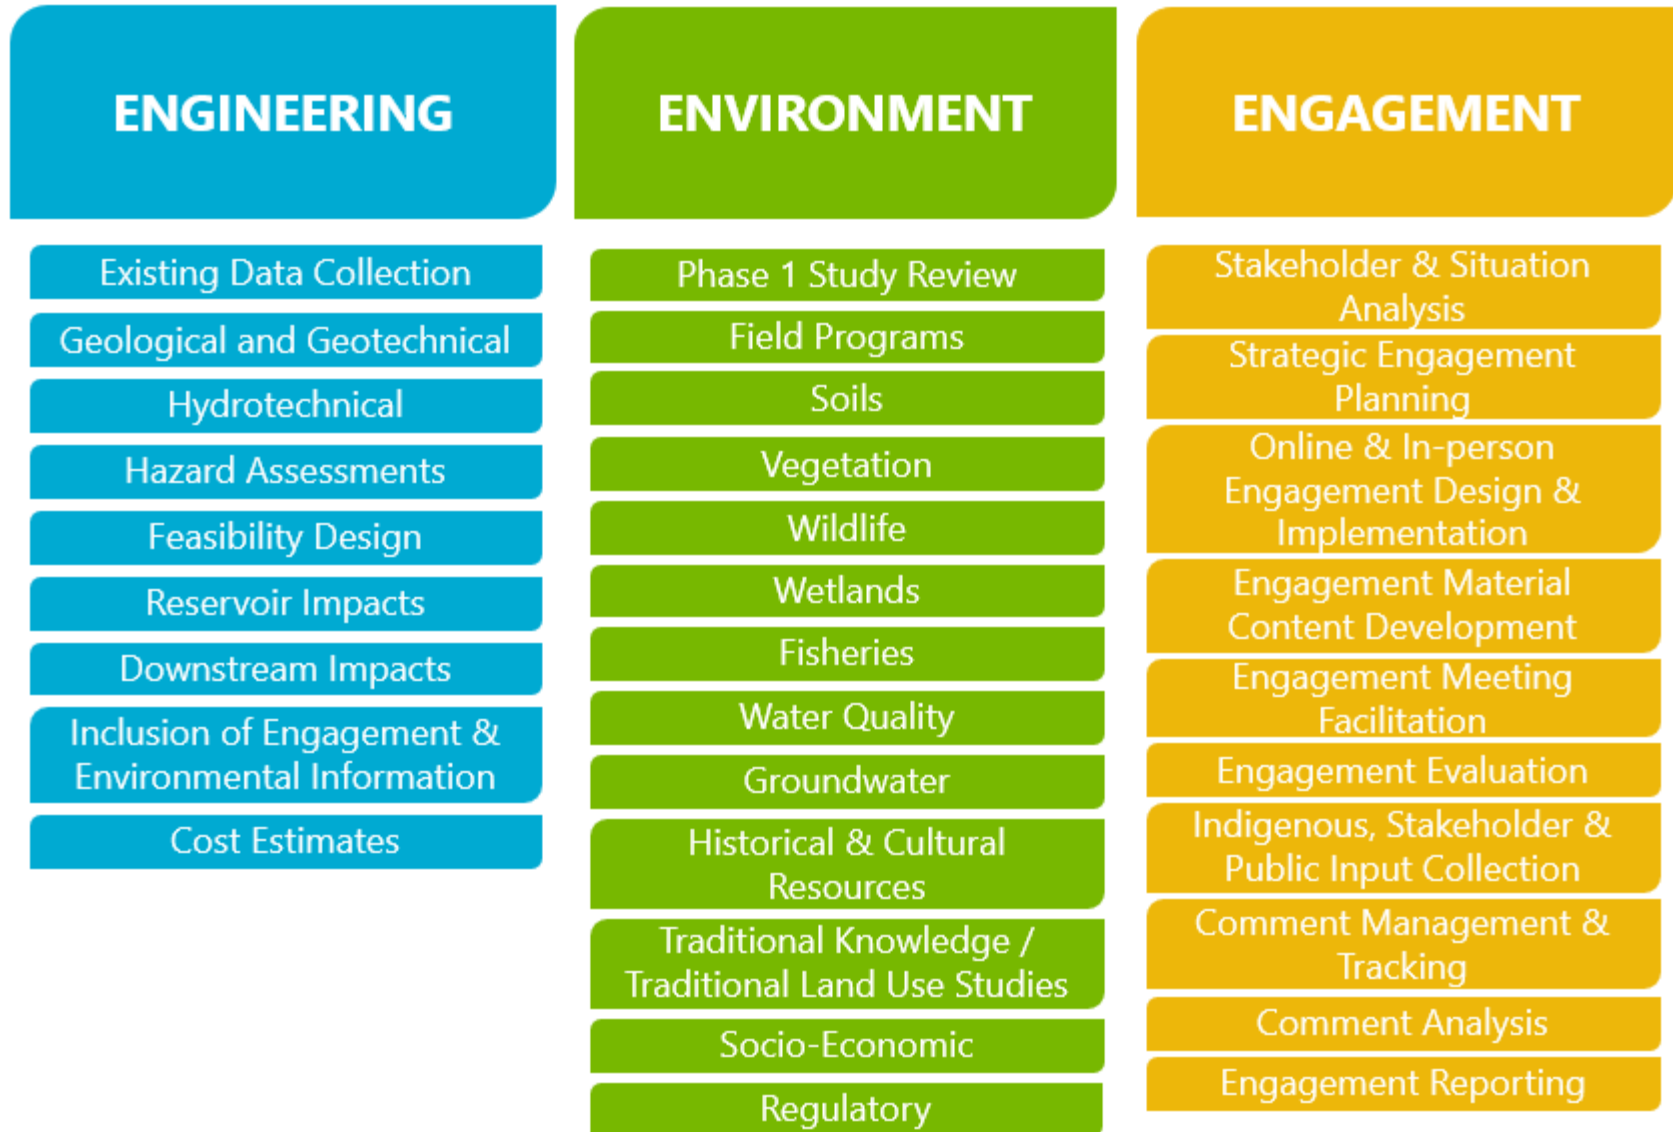 ENGINEERING
Existing Data Collection
Geological and Geotechnical
Hydrotechnical
Hazard Assessments
Feasibility Design
Reservoir Impacts
Downstream Impacts
Inclusion of Engagement &
Environmental Information
Cost Estimates
ENVIRONMENT
Phase 1 Study Review
Field Programs
Soils
Vegetation
Wildlife
Wetlands
Fisheries
Water Quality
Groundwater
Historical & Cultural
Resources
Traditional Knowledge /
Traditional Land Use Studies
Socio-Economic
Regulatory
ENGAGEMENT
Stakeholder & Situation
Analysis
Strategic Engagement
Planning
Online & In-person
Engagement Design &
Implementation
Engagement Material
Content Development
Engagement Meeting
Facilitation
Engagement Evaluation
Indigenous, Stakeholder &
Public Input Collection
Comment Management &
Tracking
Comment Analysis
Engagement Reporting